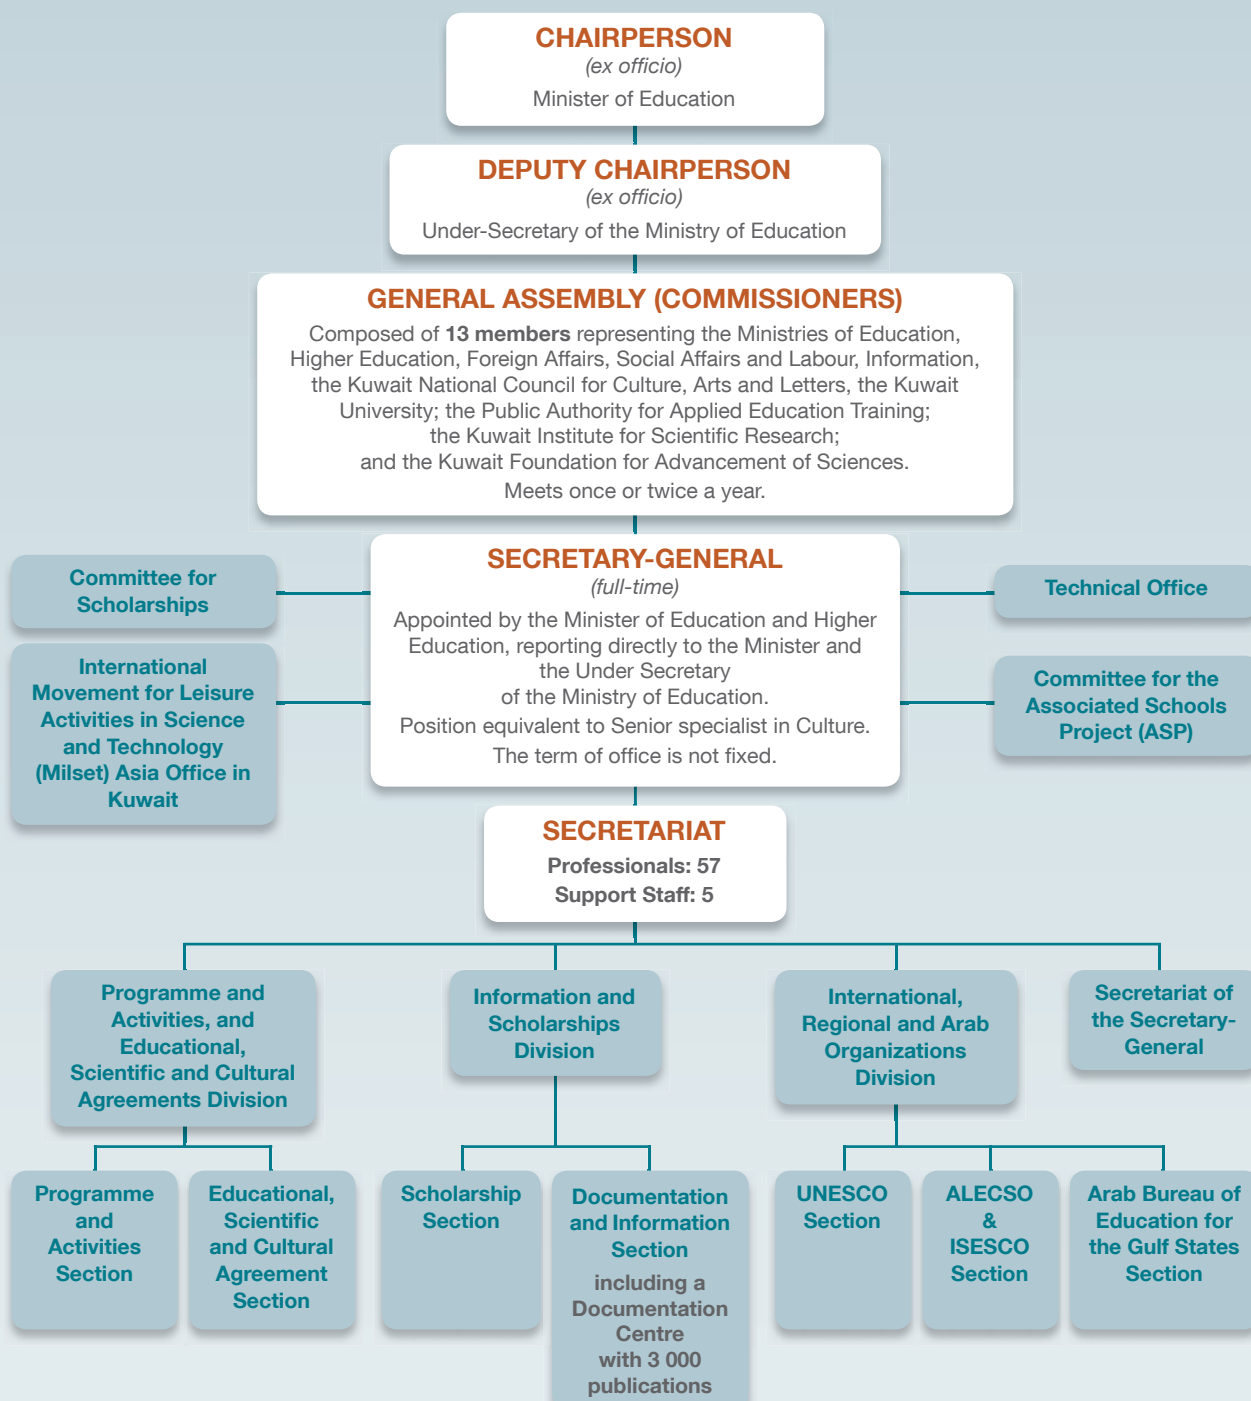 CHAIRPERSON
(ex officio)
Minister of Education
DEPUTY CHAIRPERSON
(ex officio)
Under-Secretary of the Ministry of Education
GENERAL ASSEMBLY (COMMISSIONERS)
Composed of 13 members representing the Ministries of Education,
Higher Education, Foreign Affairs, Social Affairs and Labour, Information,
the Kuwait National Council for Culture, Arts and Letters, the Kuwait
University; the Public Authority for Applied Education Training;
the Kuwait Institute for Scientific Research;
and the Kuwait Foundation for Advancement of Sciences.
Meets once or twice a year.
Committee for
Scholarships
International
Movement for Leisure
Activities in Science
and Technology
(Milset) Asia Office in
Kuwait
SECRETARY-GENERAL
(full-time)
Appointed by the Minister of Education and Higher
Education, reporting directly to the Minister and
the Under Secretary
of the Ministry of Education.
Position equivalent to Senior specialist in Culture.
The term of office is not fixed.
Technical Office
Committee for the
Associated Schools
Project (ASP)
SECRETARIAT
Professionals: 57
Support Staff: 5
Programme and
Activities, and
Educational,
Scientific and Cultural
Agreements Division
Information and
Scholarships
Division
International,
Regional and Arab
Organizations
Division
Secretariat of
the Secretary-
General
Programme
and
Activities
Section
Educational,
Scientific
and Cultural
Agreement
Section
Scholarship
Section
Documentation
and Information
Section
including a
Documentation
Centre
with 3 000
publications
UNESCO
Section
ALECSO
&
ISESCO
Section
Arab Bureau of
Education for
the Gulf States
Section